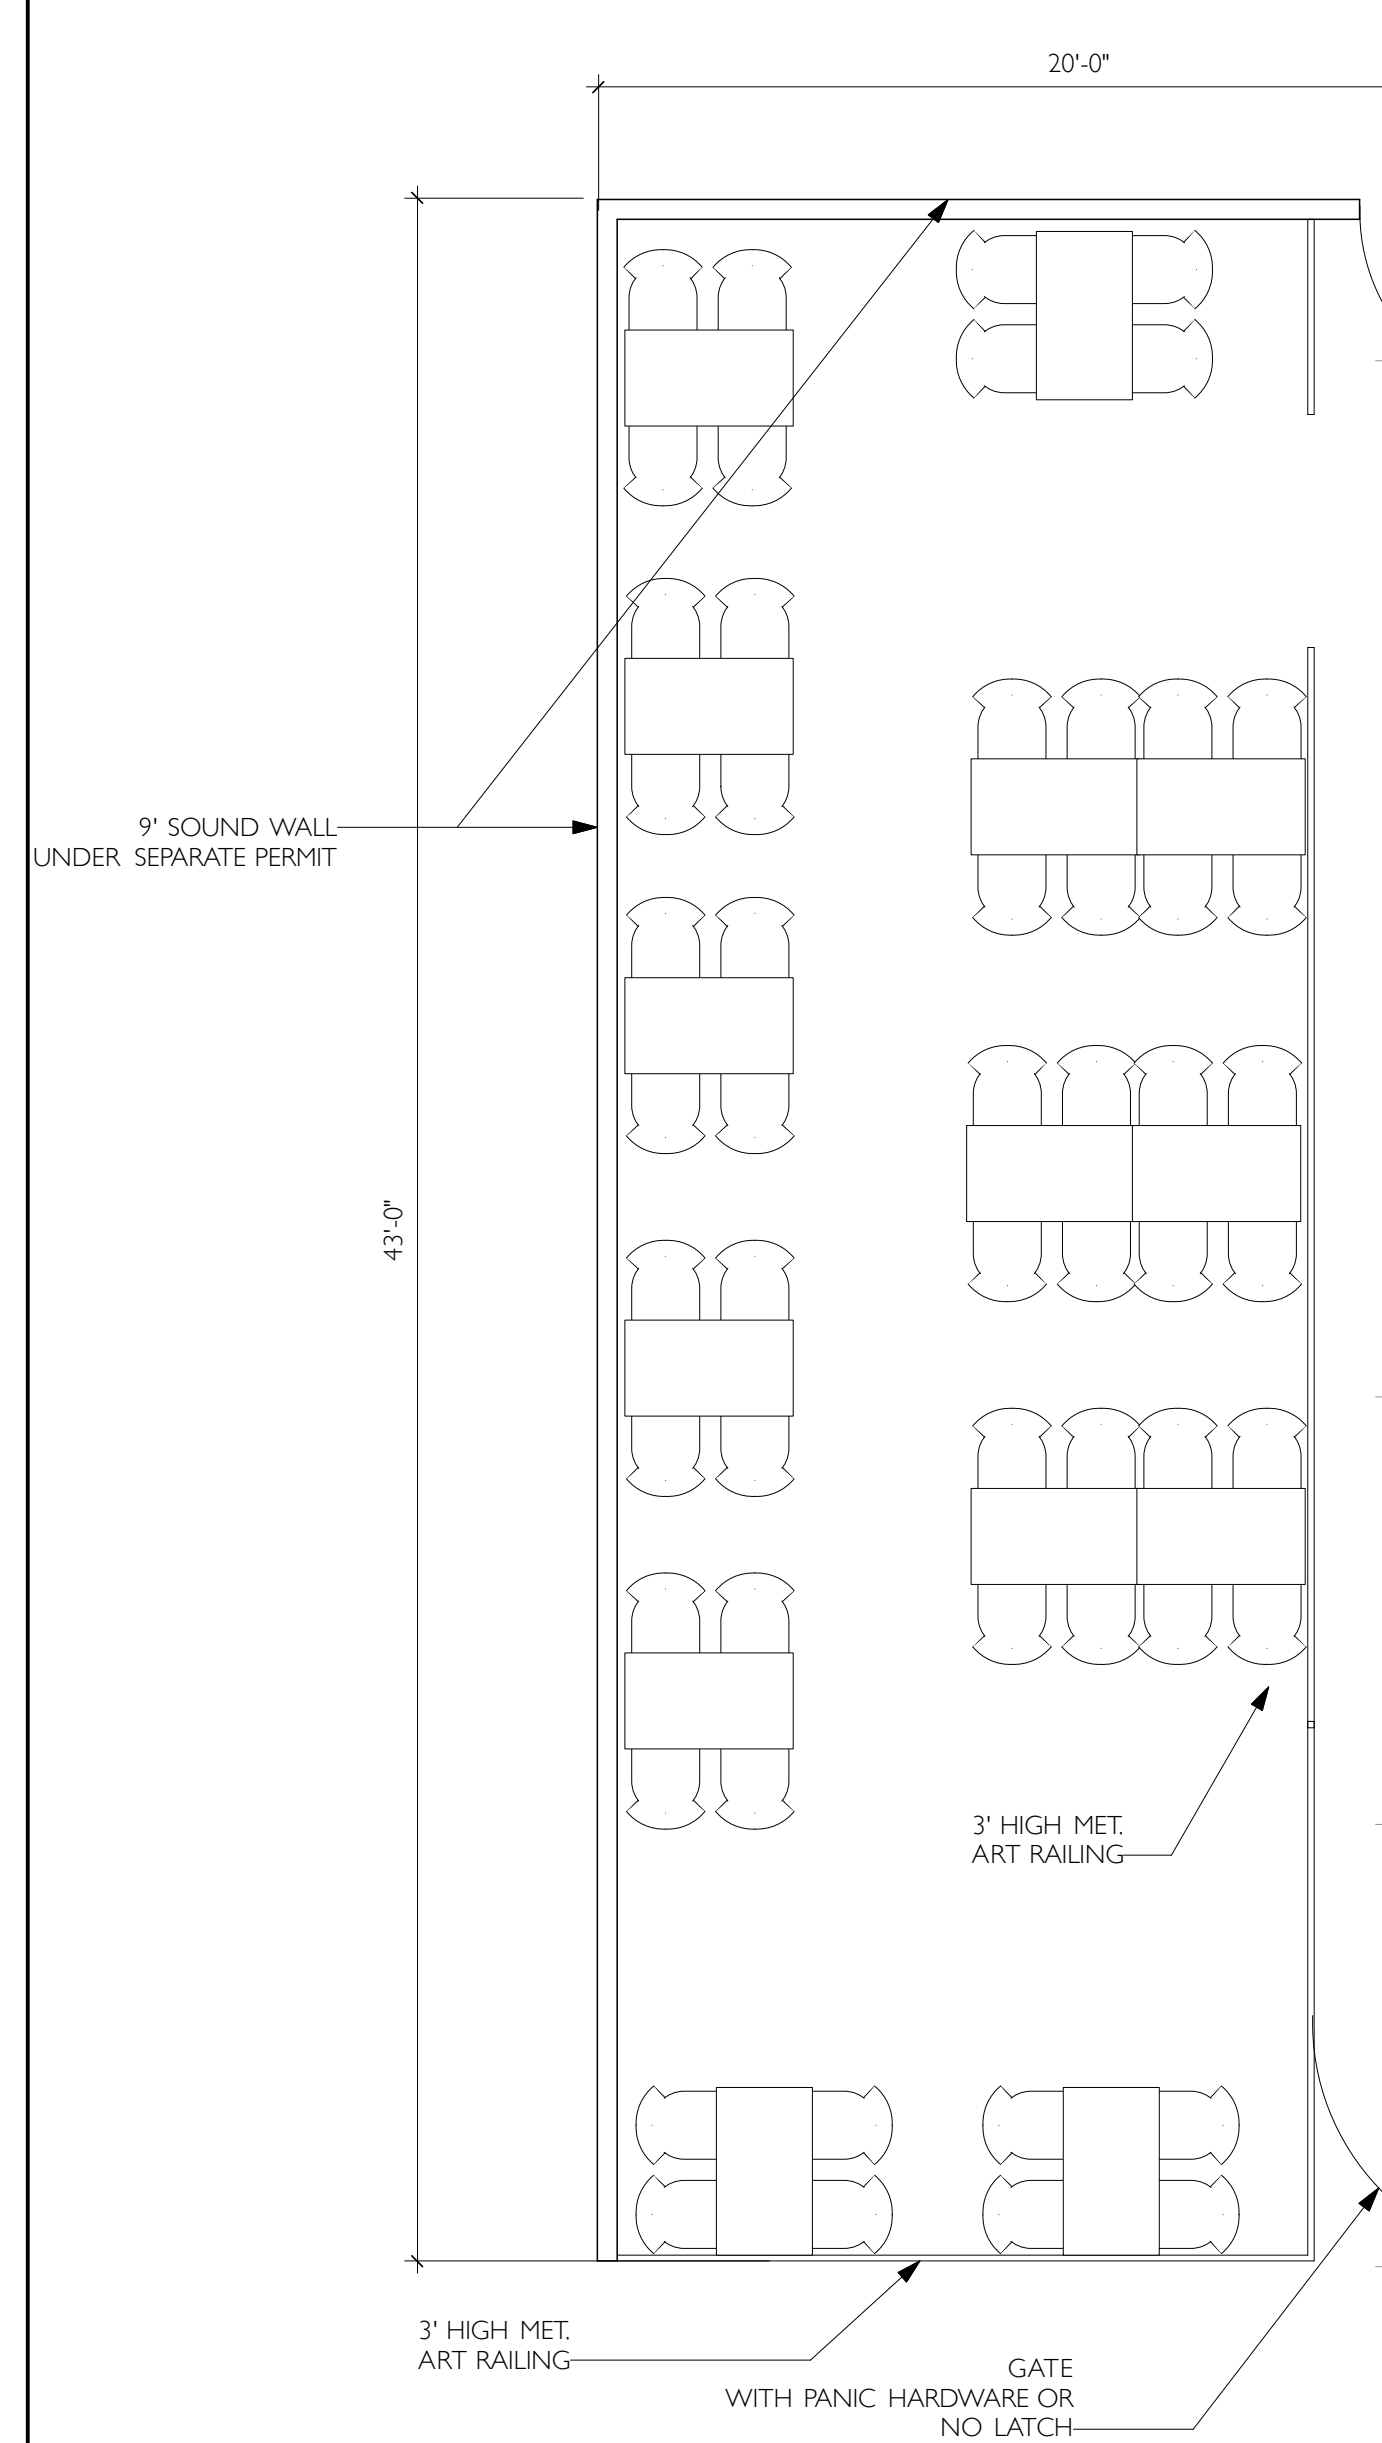 20'-0"
9' SOUND WALL
UNDER SEPARATE PERMIT
43'-0"
3' HIGH MET.
ART RAILING
3' HIGH MET.
ART RAILING
GATE
WITH PANIC HARDWARE OR
NO LATCH